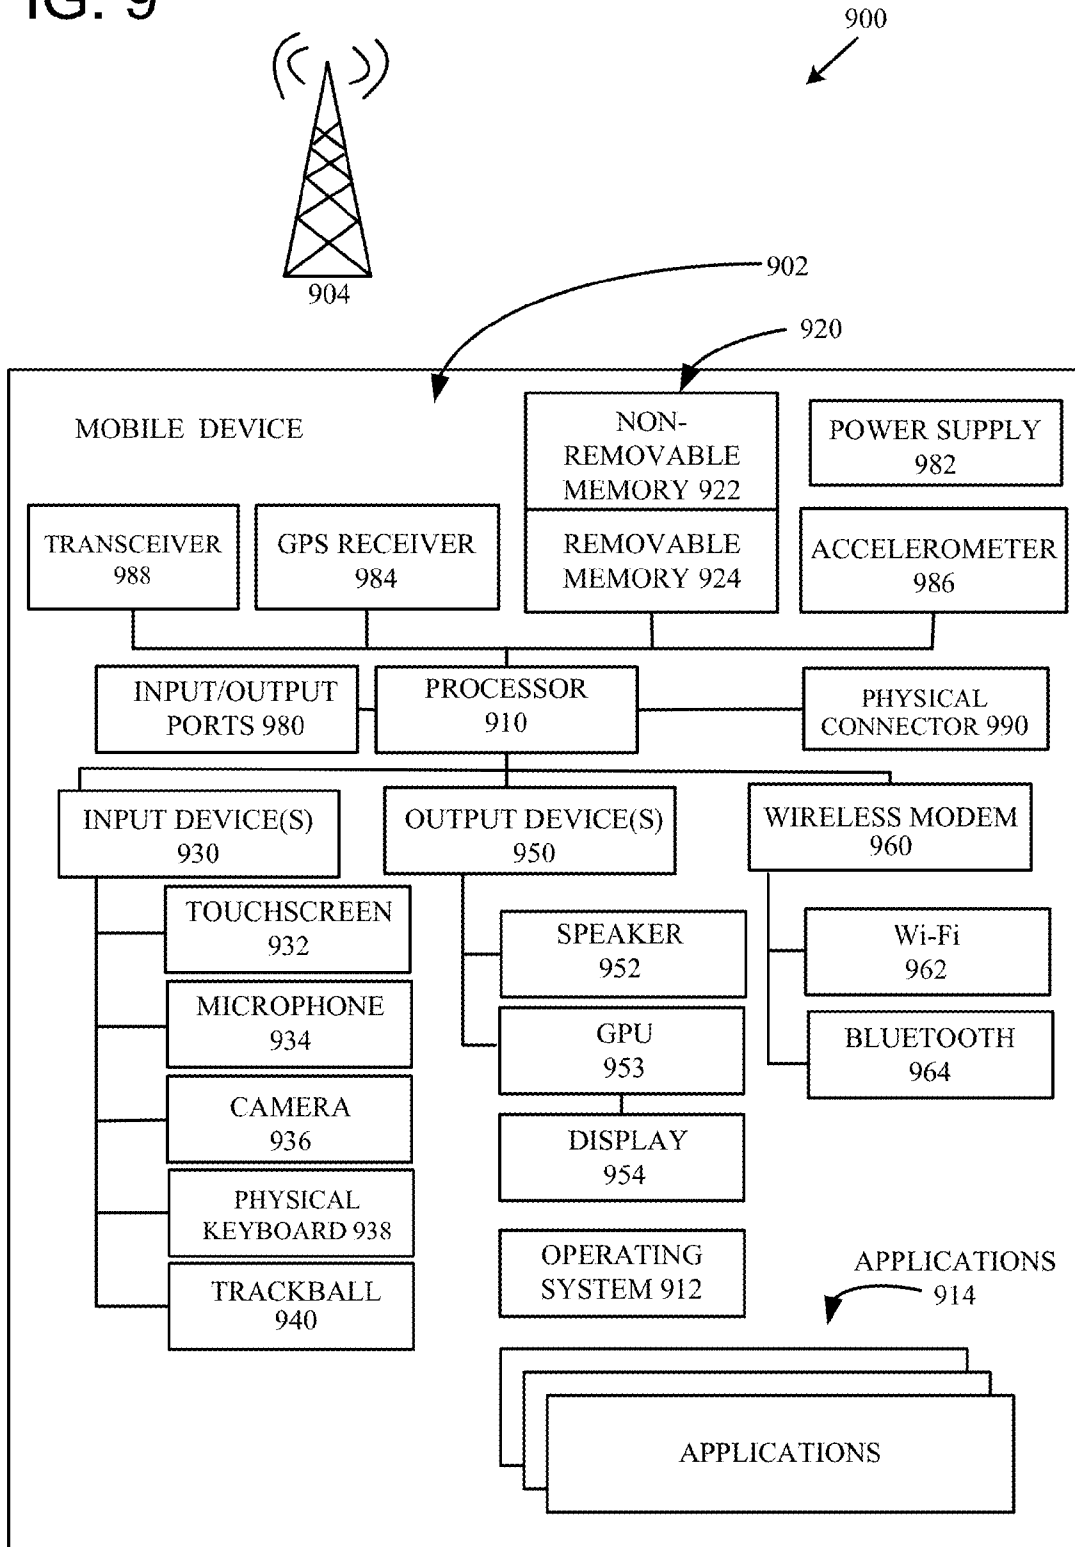 IG. 9
900
904
902
920
MOBILE DEVICE
NON-
REMOVABLE
MEMORY 922
POWER SUPPLY
982
TRANSCEIVER
988
GPS RECEIVER
984
REMOVABLE
MEMORY 924
ACCELEROMETER
986
INPUT/OUTPUT
PORTS 980
PROCESSOR
910
PHYSICAL
CONNECTOR 990
INPUT DEVICE(S)
930
OUTPUT DEVICE(S)
950
WIRELESS MODEM
960
TOUCHSCREEN
932
MICROPHONE
934
CAMERA
936
PHYSICAL
KEYBOARD 938
TRACKBALL
940
SPEAKER
952
GPU
953
DISPLAY
954
Wi-Fi
962
BLUETOOTH
964
OPERATING
SYSTEM 912
APPLICATIONS
914
APPLICATIONS